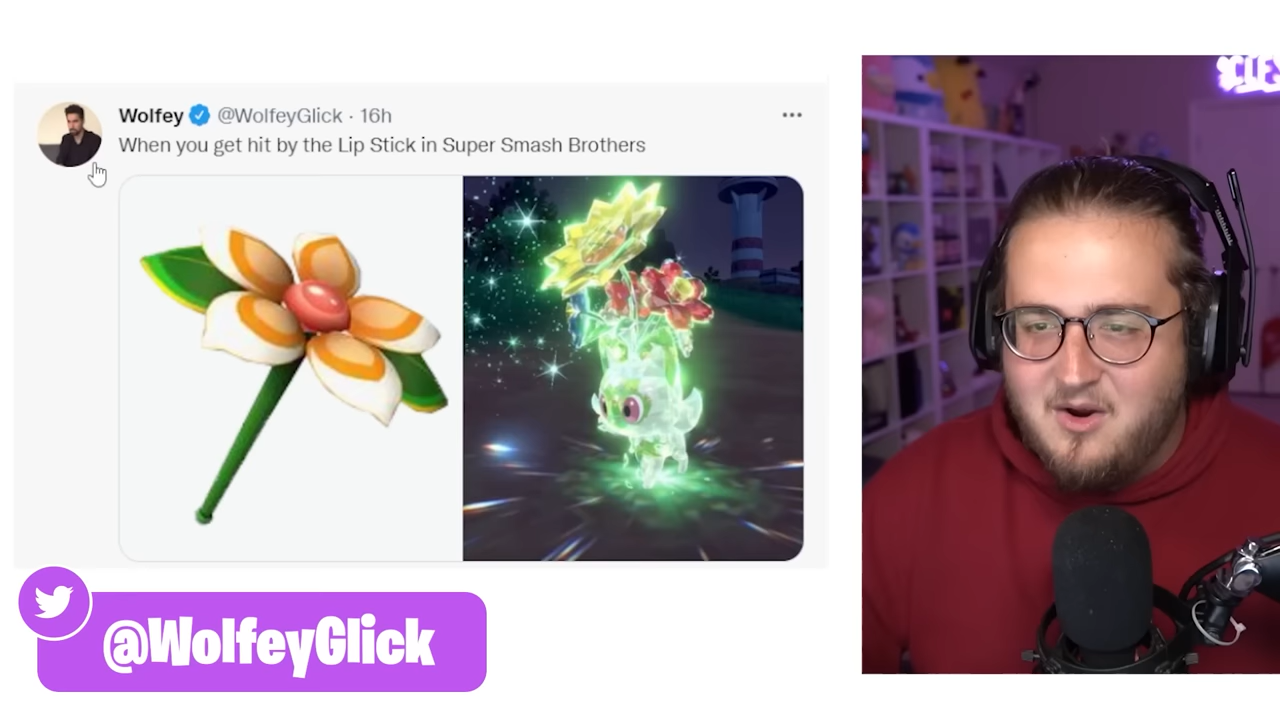 Wolfey @WolfeyGlick · 16h
When you get hit by the Lip Stick in Super Smash Brothers
@WolfeyGlick